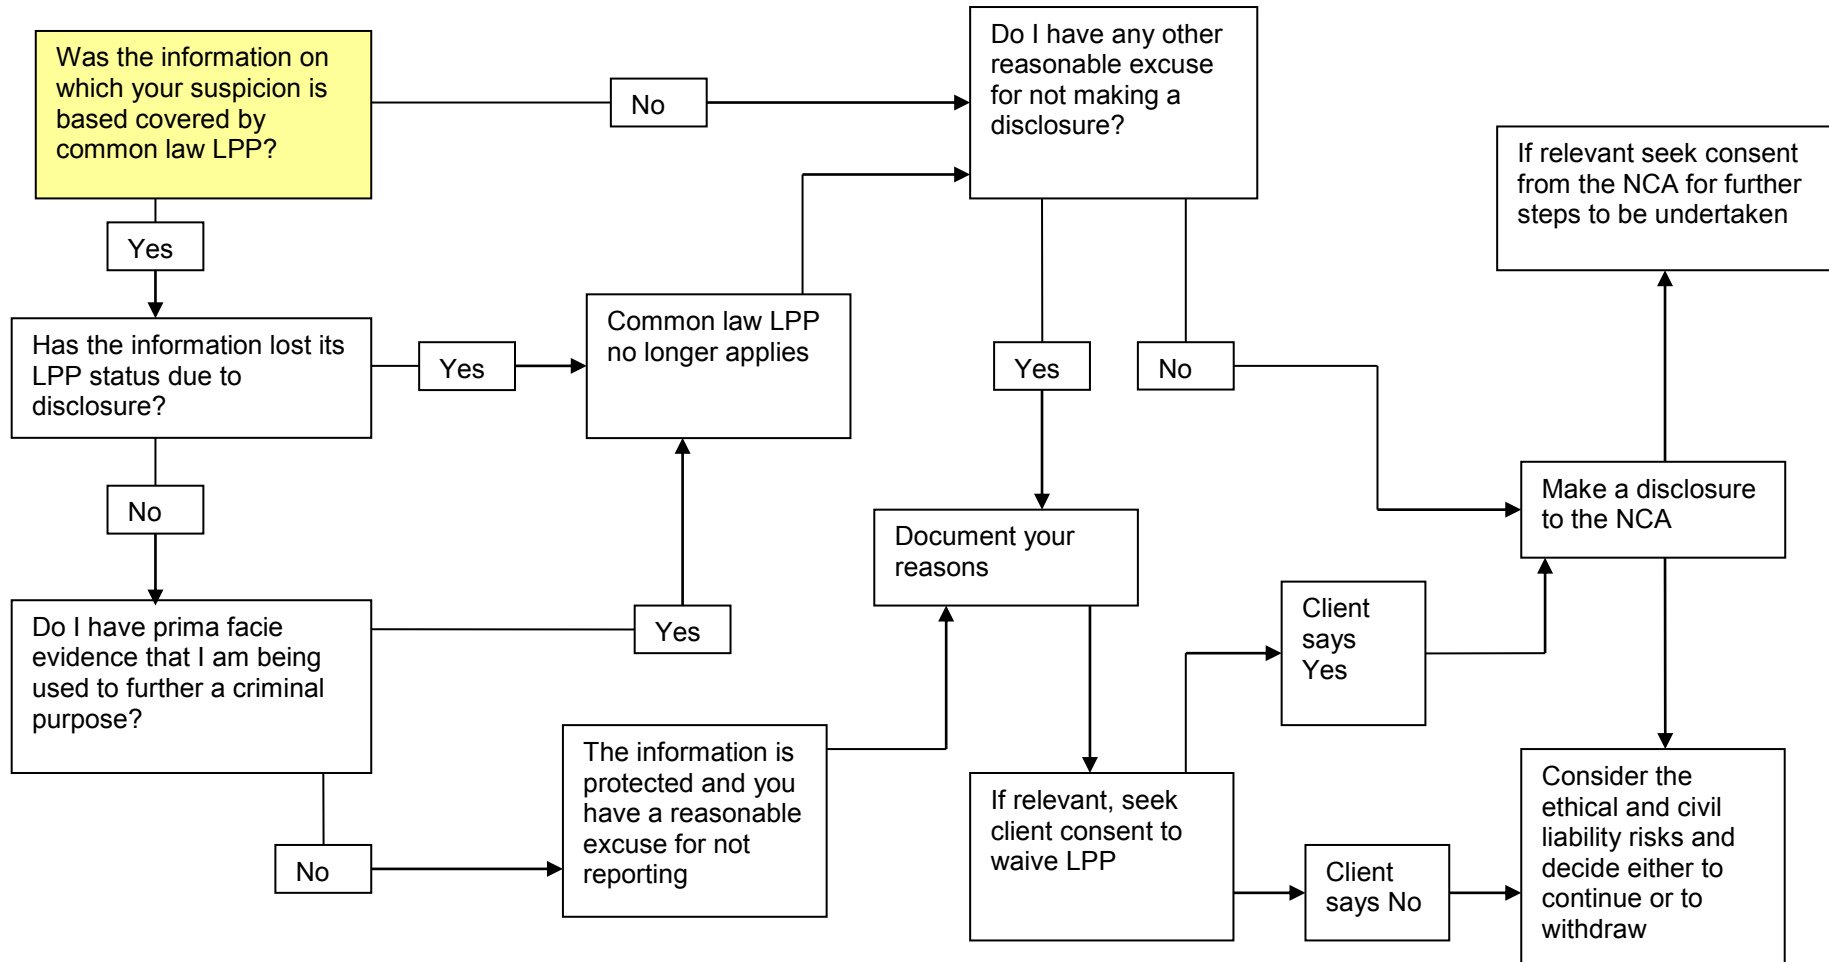 Was the information on
which your suspicion is
based covered by
common law LPP?
No
Do I have any other
reasonable excuse
for not making a
disclosure?
If relevant seek consent
from the NCA for further
steps to be undertaken
Yes
Has the information lost its
LPP status due to
disclosure?
Yes
Common law LPP
no longer applies
Yes
No
No
Document your
reasons
Make a disclosure
to the NCA
Do I have prima facie
evidence that I am being
used to further a criminal
purpose?
Yes
Client
says
Yes
The information is
protected and you
have a reasonable
excuse for not
reporting
No
If relevant, seek
client consent to
waive LPP
Client
says No
Consider the
ethical and civil
liability risks and
decide either to
continue or to
withdraw